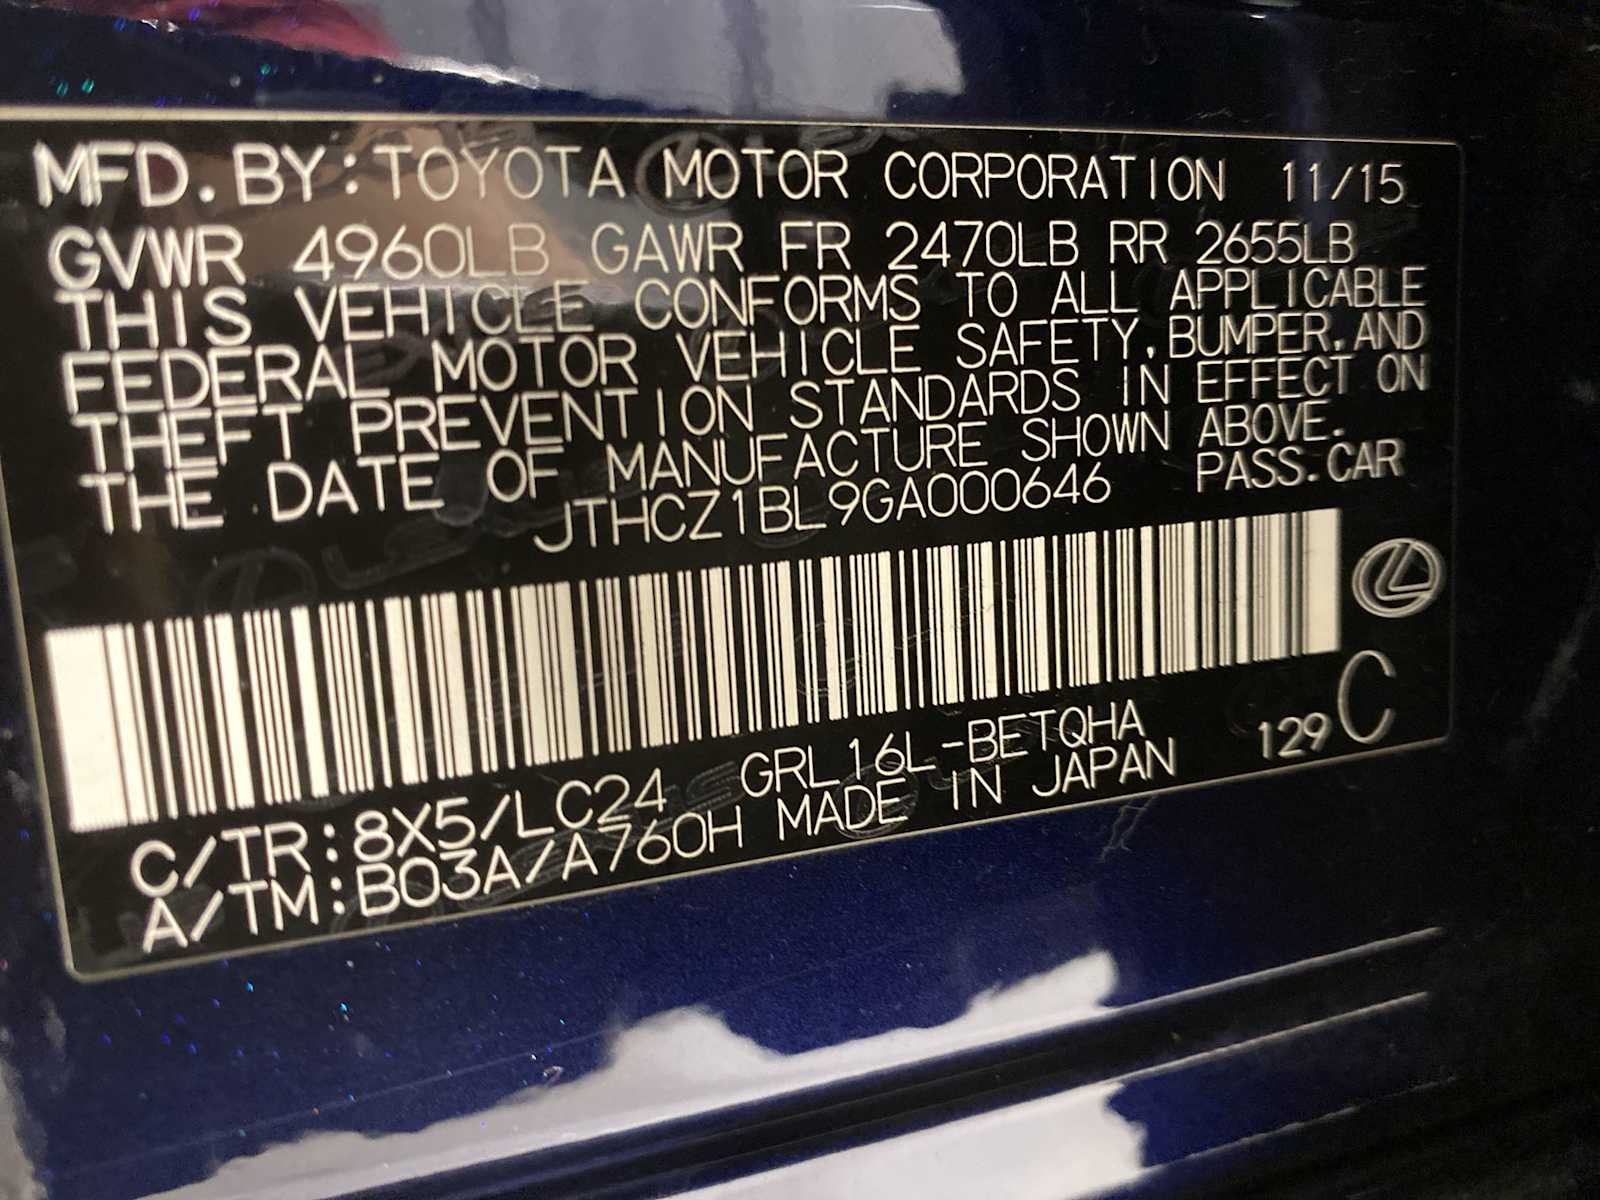 MFD. BY: TOYOTA MOTOR CORPORATION 11/15
GVWR 4960LB GAWR FR 2470LB RR 2655LB
THIS VEHICLE CONFORMS TO ALL APPLICABLE
FEDERAL MOTOR VEHICLE SAFETY, BUMPER, AND
THEFT PREVENTION STANDARDS IN EFFECT ON
THE DATE OF MANUFACTURE SHOWN ABOVE.
JTHCZ1BL9GA000646 PASS. CAR
C/TR: 8X5/LC24 GRL16L-BETQHA 129 C
A/TM: B03A/A760H MADE IN JAPAN